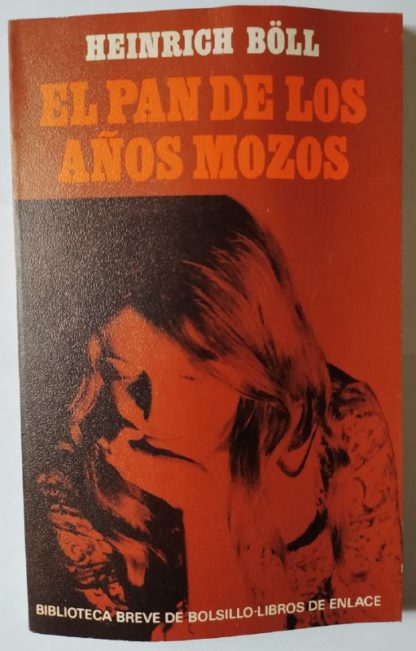 HEINRICH BÖLL
EL PAN DE LOS
AÑOS MOZOS
BIBLIOTECA BREVE DE BOLSILLO-LIBROS DE ENLACE